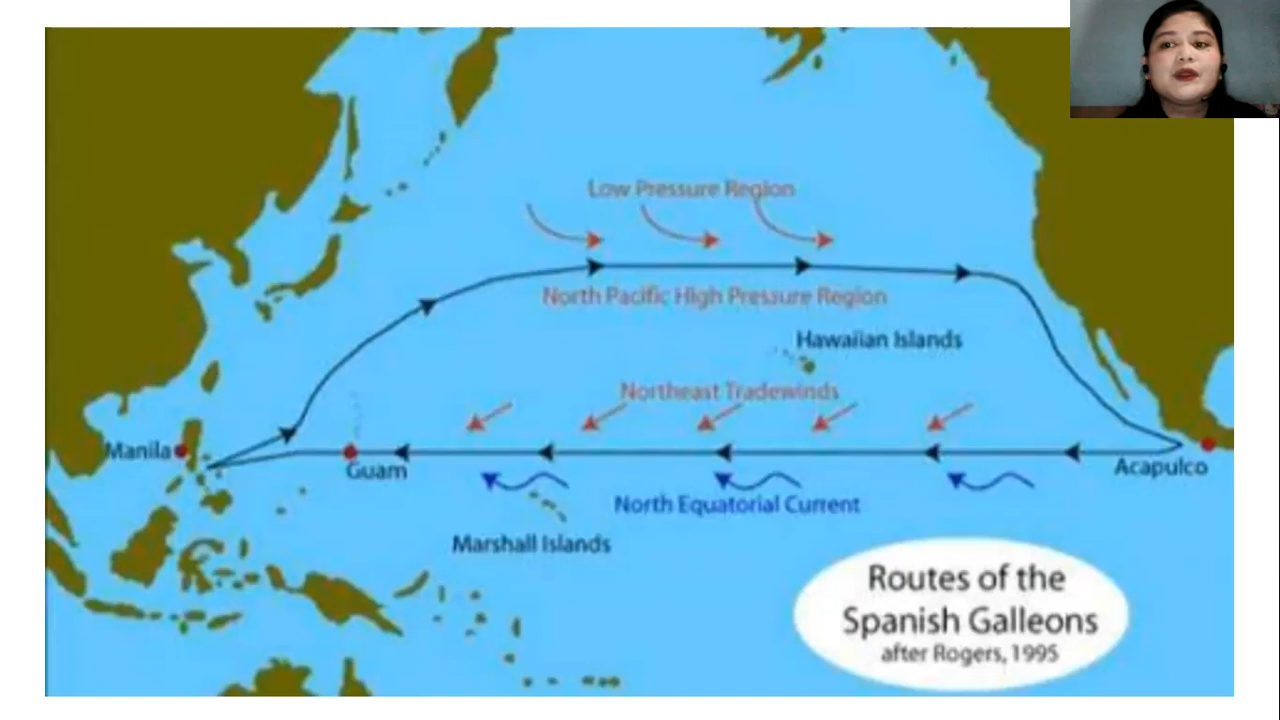 Low Pressure Region
North Pacific High Pressure Region
Hawaiian Islands
Northeast Tradewinds
Manila
Guam
Acapulco
North Equatorial Current
Marshall Islands
Routes of the
Spanish Galleons
after Rogers, 1995